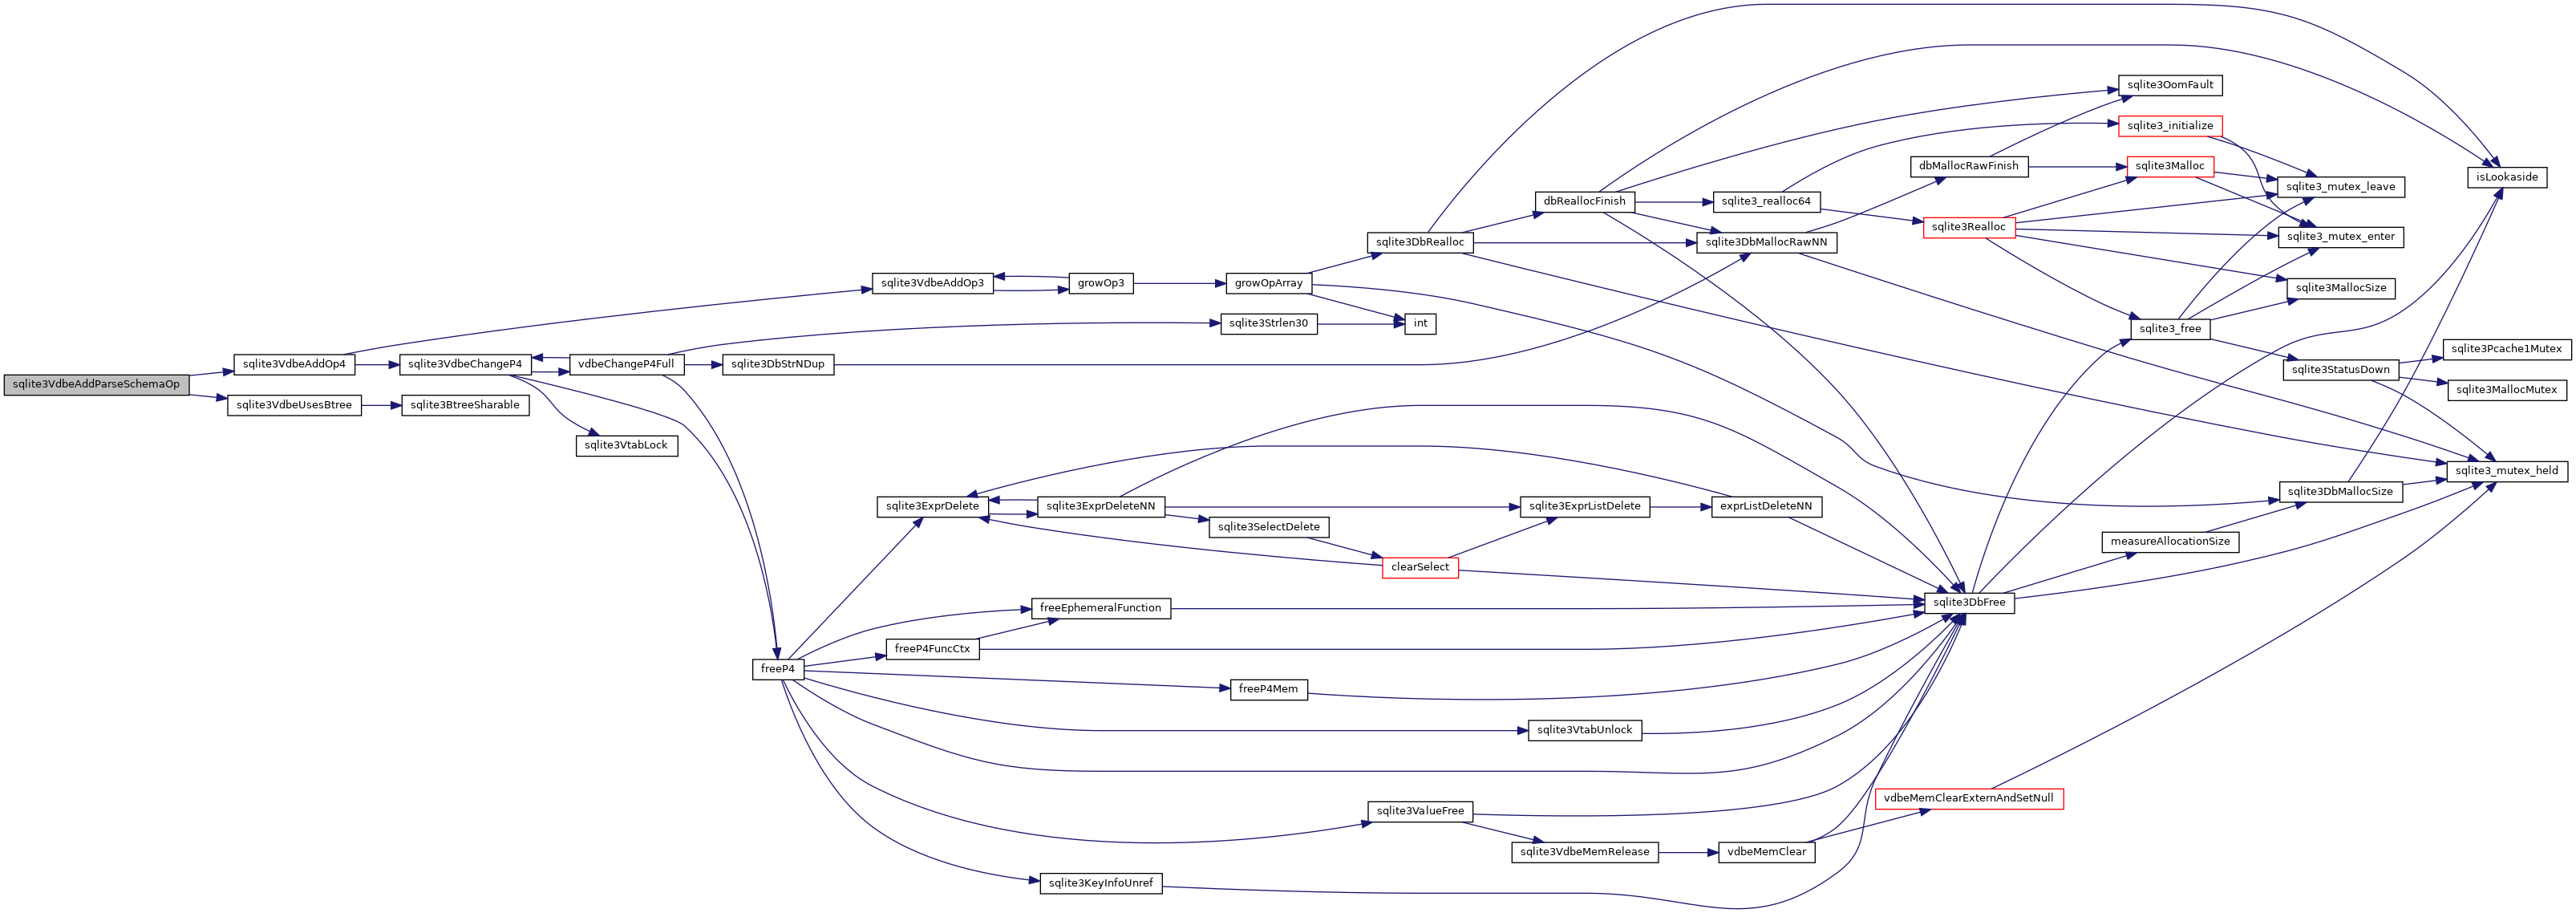 sqlite3VdbeAddParseSchemaOp
sqlite3VdbeAddOp4
sqlite3VdbeUsesBtree
sqlite3VdbeChangeP4
sqlite3BtreeSharable
vdbeChangeP4Full
sqlite3VtabLock
sqlite3VdbeAddOp3
growOp3
sqlite3DbStrNDup
freeP4
sqlite3ExprDelete
sqlite3ExprDeleteNN
freeEphemeralFunction
freeP4FuncCtx
sqlite3KeyInfoUnref
growOpArray
sqlite3Strlen30
sqlite3SelectDelete
freeP4Mem
sqlite3DbRealloc
int
clearSelect
sqlite3ValueFree
dbReallocFinish
sqlite3ExprListDelete
sqlite3VtabUnlock
sqlite3VdbeMemRelease
sqlite3_realloc64
sqlite3DbMallocRawNN
exprListDeleteNN
vdbeMemClear
dbMallocRawFinish
sqlite3Realloc
sqlite3DbFree
vdbeMemClearExternAndSetNull
sqlite3OomFault
sqlite3_initialize
sqlite3Malloc
sqlite3_free
measureAllocationSize
sqlite3_mutex_leave
sqlite3_mutex_enter
sqlite3MallocSize
sqlite3StatusDown
sqlite3DbMallocSize
isLookaside
sqlite3Pcache1Mutex
sqlite3MallocMutex
sqlite3_mutex_held